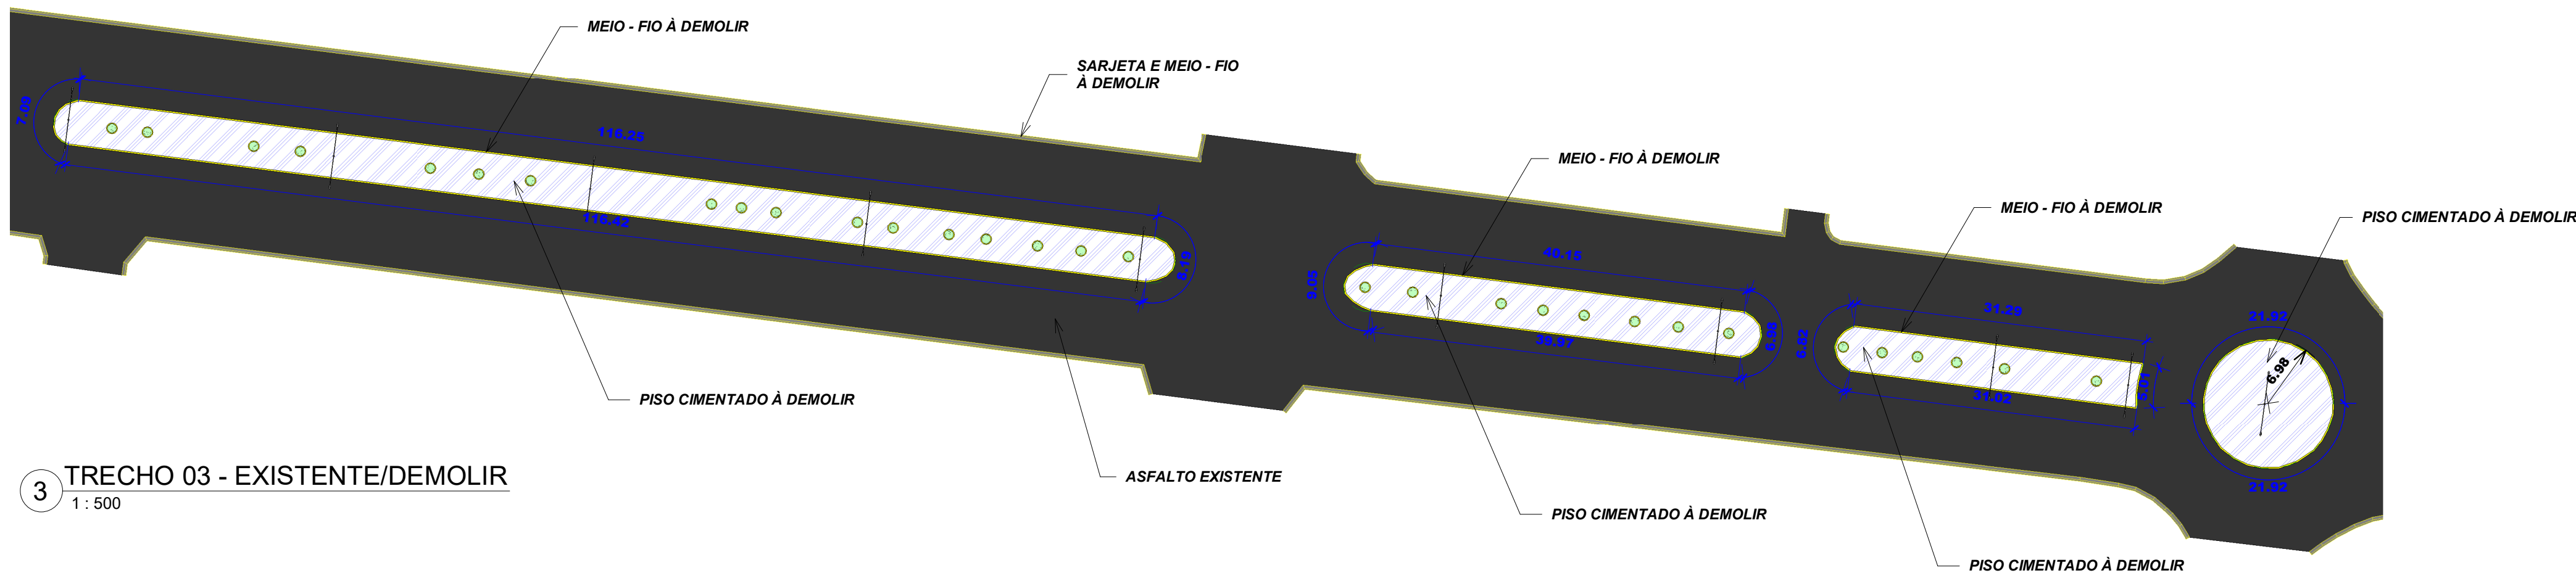 MEIO - FIO À DEMOLIR
SARJETA E MEIO - FIO
À DEMOLIR
7.09
116.25
116.42
8.19
PISO CIMENTADO À DEMOLIR
ASFALTO EXISTENTE
MEIO - FIO À DEMOLIR
9.05
40.15
39.97
6.98
PISO CIMENTADO À DEMOLIR
MEIO - FIO À DEMOLIR
6.82
31.29
31.02
5.01
PISO CIMENTADO À DEMOLIR
PISO CIMENTADO À DEMOLIR
21.92
6.98
21.92
3
TRECHO 03 - EXISTENTE/DEMOLIR
1 : 500